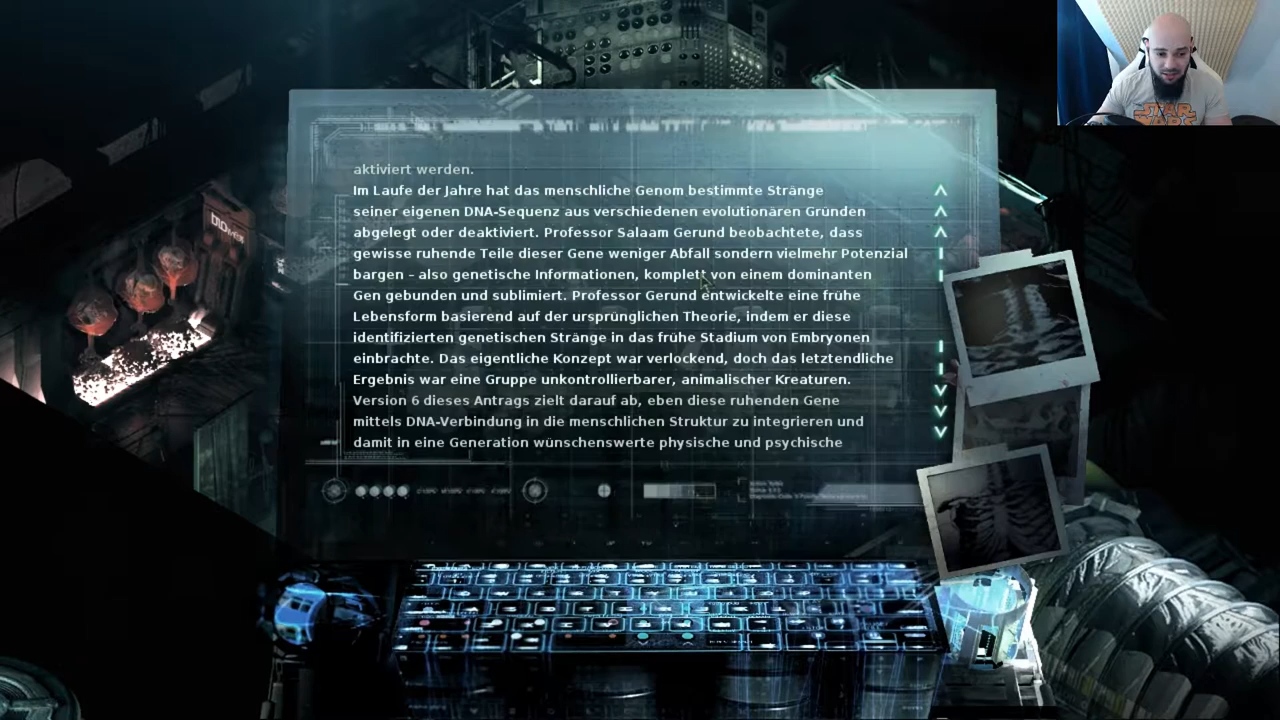 aktiviert werden.
Im Laufe der Jahre hat das menschliche Genom bestimmte Stränge
seiner eigenen DNA-Sequenz aus verschiedenen evolutionären Gründen
abgelegt oder deaktiviert. Professor Salaam Gerund beobachtete, dass
gewisse ruhende Teile dieser Gene weniger Abfall sondern vielmehr Potenzial
bargen – also genetische Informationen, komplett von einem dominanten
Gen gebunden und sublimiert. Professor Gerund entwickelte eine frühe
Lebensform basierend auf der ursprünglichen Theorie, indem er diese
identifizierten genetischen Stränge in das frühe Stadium von Embryonen
einbrachte. Das eigentliche Konzept war verlockend, doch das letztendliche
Ergebnis war eine Gruppe unkontrollierbarer, animalischer Kreaturen.
Version 6 dieses Antrags zielt darauf ab, eben diese ruhenden Gene
mittels DNA-Verbindung in die menschlichen Struktur zu integrieren und
damit in eine Generation wünschenswerte physische und psychische
STAR
WARS